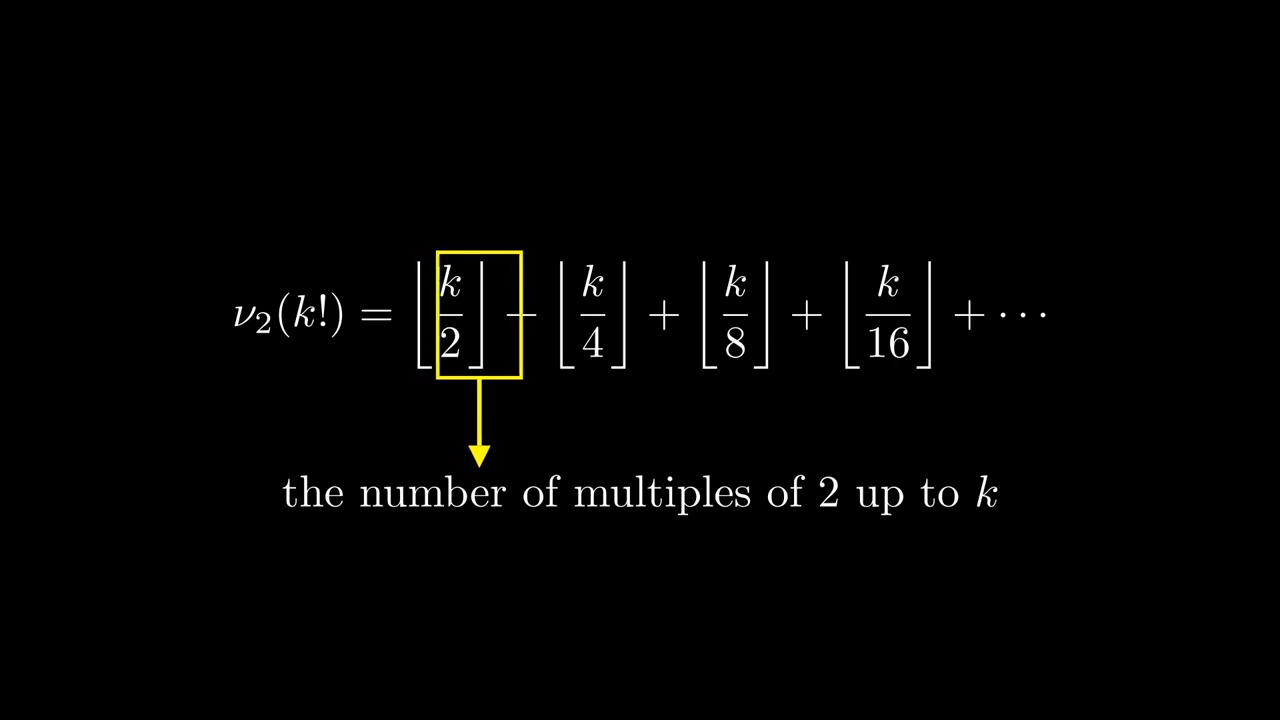 ν₂(k!) = ⌊k/2⌋ + ⌊k/4⌋ + ⌊k/8⌋ + ⌊k/16⌋ + ⋯
the number of multiples of 2 up to k